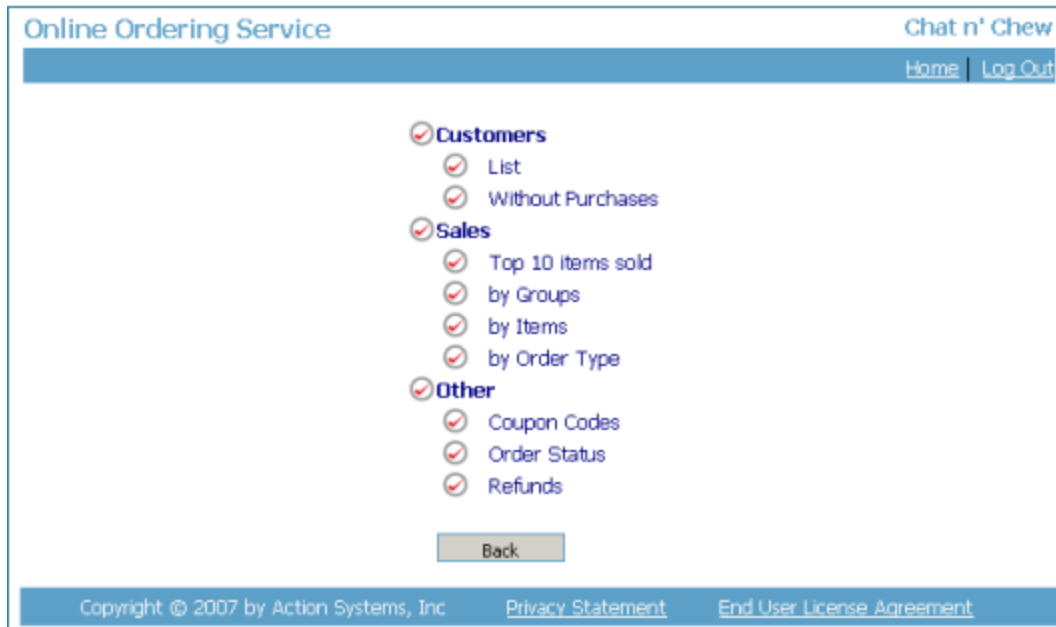 Online Ordering Service Chat n' Chew
Home | Log Out
Customers
List
Without Purchases
Sales
Top 10 items sold
by Groups
by Items
by Order Type
Other
Coupon Codes
Order Status
Refunds
Back
Copyright © 2007 by Action Systems, Inc Privacy Statement End User License Agreement